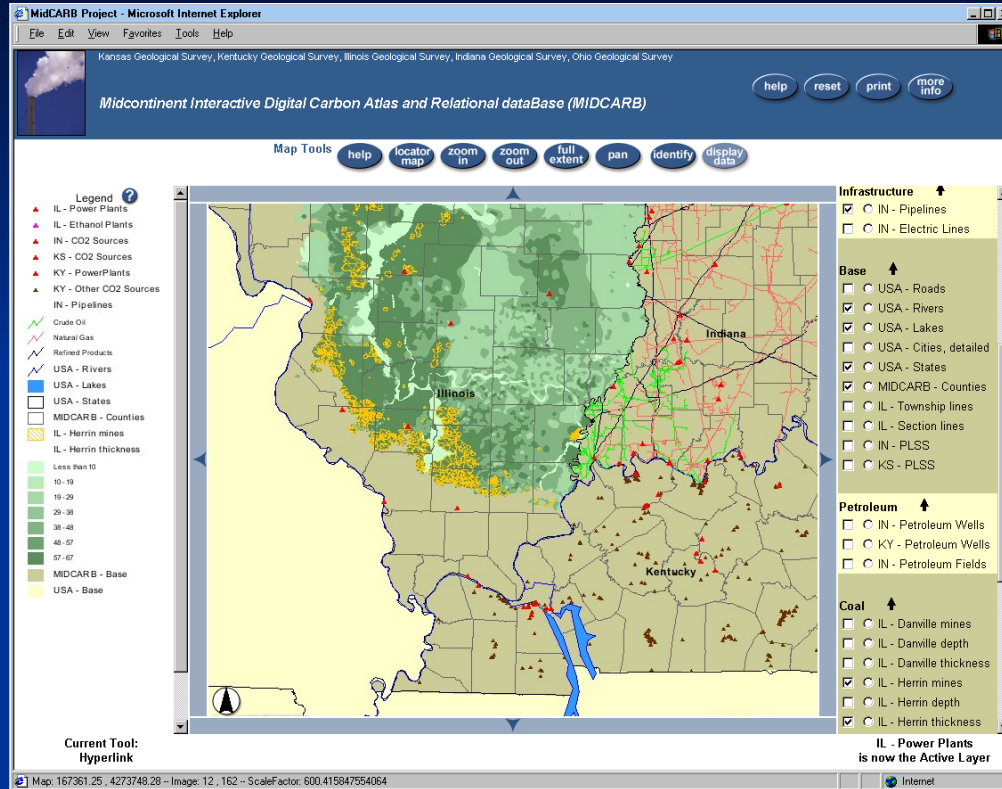 MidCARB Project - Microsoft Internet Explorer
File Edit View Favorites Tools Help
Kansas Geological Survey, Kentucky Geological Survey, Illinois Geological Survey, Indiana Geological Survey, Ohio Geological Survey
Midcontinent Interactive Digital Carbon Atlas and Relational dataBase (MIDCARB)
help reset print more info
Map Tools help locator map zoom in zoom out full extent pan identify display data
Legend ?
IL - Power Plants
IL - Ethanol Plants
IN - CO2 Sources
KS - CO2 Sources
KY - PowerPlants
KY - Other CO2 Sources
IN - Pipelines
Crude Oil
Natural Gas
Refined Products
USA - Rivers
USA - Lakes
USA - States
MIDCARB - Counties
IL - Herrin mines
IL - Herrin thickness
Less than 10
10 - 19
19 - 29
29 - 38
38 - 48
48 - 57
57 - 67
MIDCARB - Base
USA - Base
Illinois
Indiana
Kentucky
Infrastructure
IN - Pipelines
IN - Electric Lines
Base
USA - Roads
USA - Rivers
USA - Lakes
USA - Cities, detailed
USA - States
MIDCARB - Counties
IL - Township lines
IL - Section lines
IN - PLSS
KS - PLSS
Petroleum
IN - Petroleum Wells
KY - Petroleum Wells
IN - Petroleum Fields
Coal
IL - Danville mines
IL - Danville depth
IL - Danville thickness
IL - Herrin mines
IL - Herrin depth
IL - Herrin thickness
Current Tool:
Hyperlink
IL - Power Plants
is now the Active Layer
Map: 167361.25 , 4273748.28 -- Image: 12 , 162 -- ScaleFactor: 600.415847554064
Internet